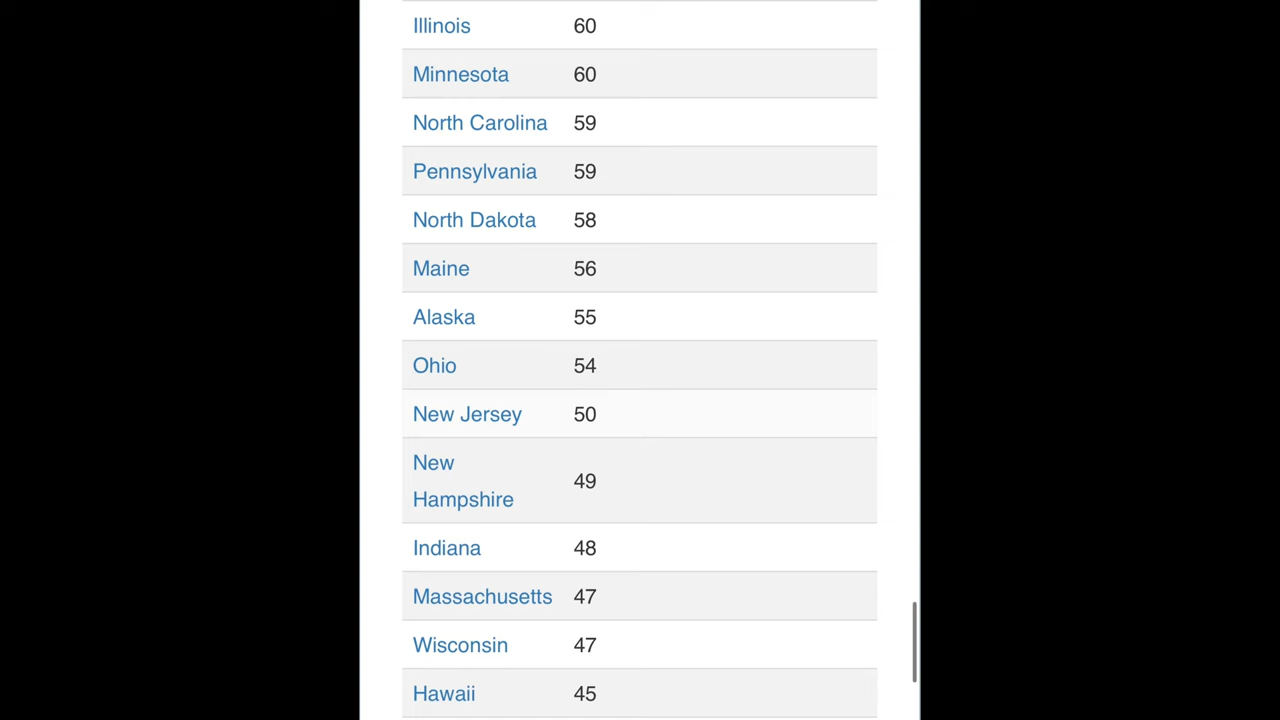 Illinois 60
Minnesota 60
North Carolina 59
Pennsylvania 59
North Dakota 58
Maine 56
Alaska 55
Ohio 54
New Jersey 50
New
Hampshire 49
Indiana 48
Massachusetts 47
Wisconsin 47
Hawaii 45